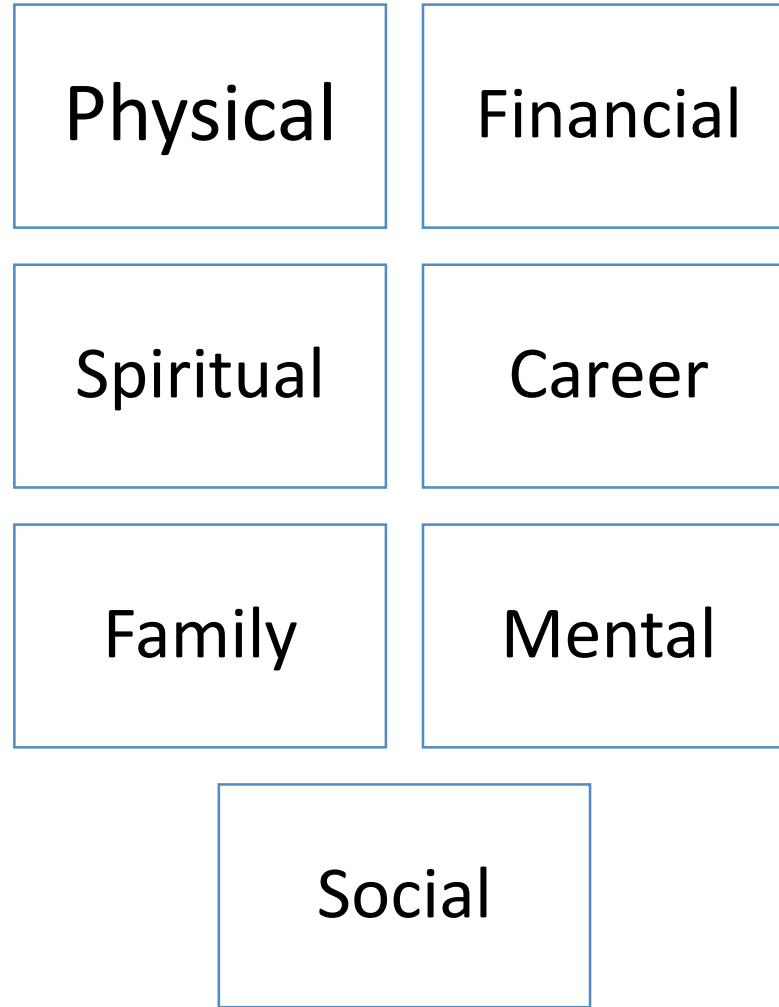 Physical
Financial
Spiritual
Career
Family
Mental
Social